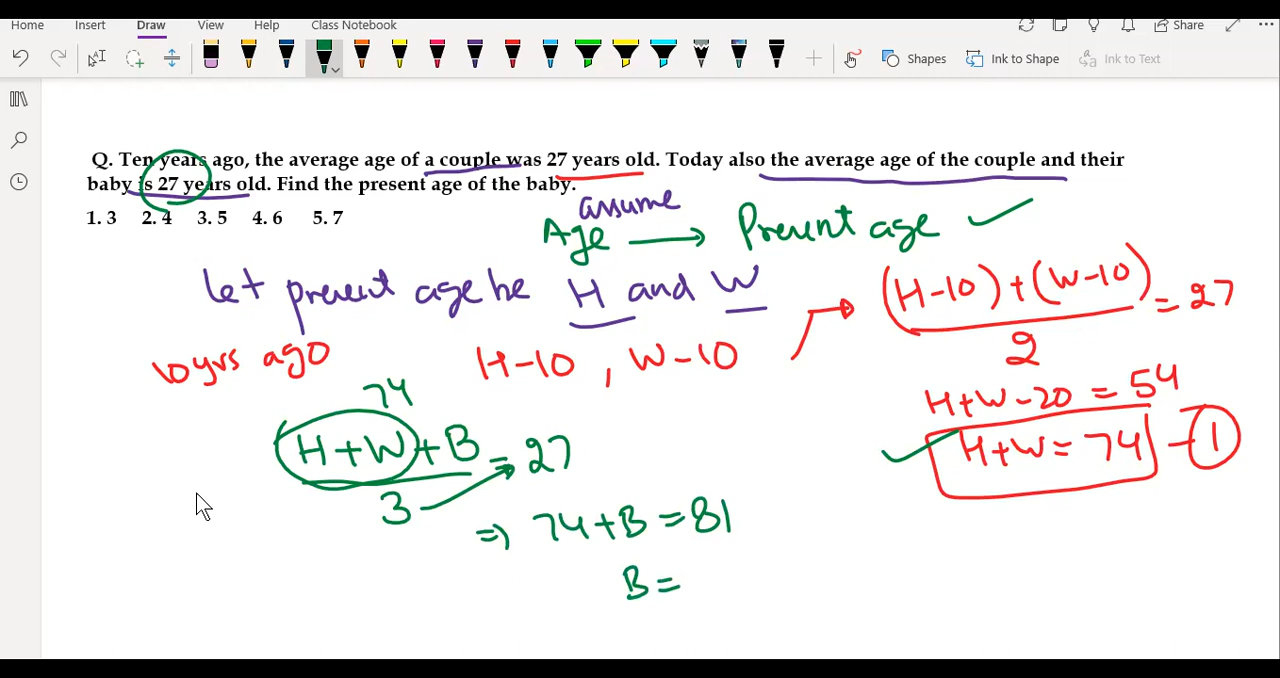 Home Insert Draw View Help Class Notebook Share
Shapes Ink to Shape Ink to Text
Q. Ten years ago, the average age of a couple was 27 years old. Today also the average age of the couple and their
baby is 27 years old. Find the present age of the baby.
1. 3 2. 4 3. 5 4. 6 5. 7
assume
Age → Present age ✓
let present age be H and W
(H-10)+(W-10) = 27
2
10yrs ago H-10 , W-10
H+W-20 = 54
74
H+W+B = 27
3
✓ H+W = 74 - 1
⇒ 74+B = 81
B =